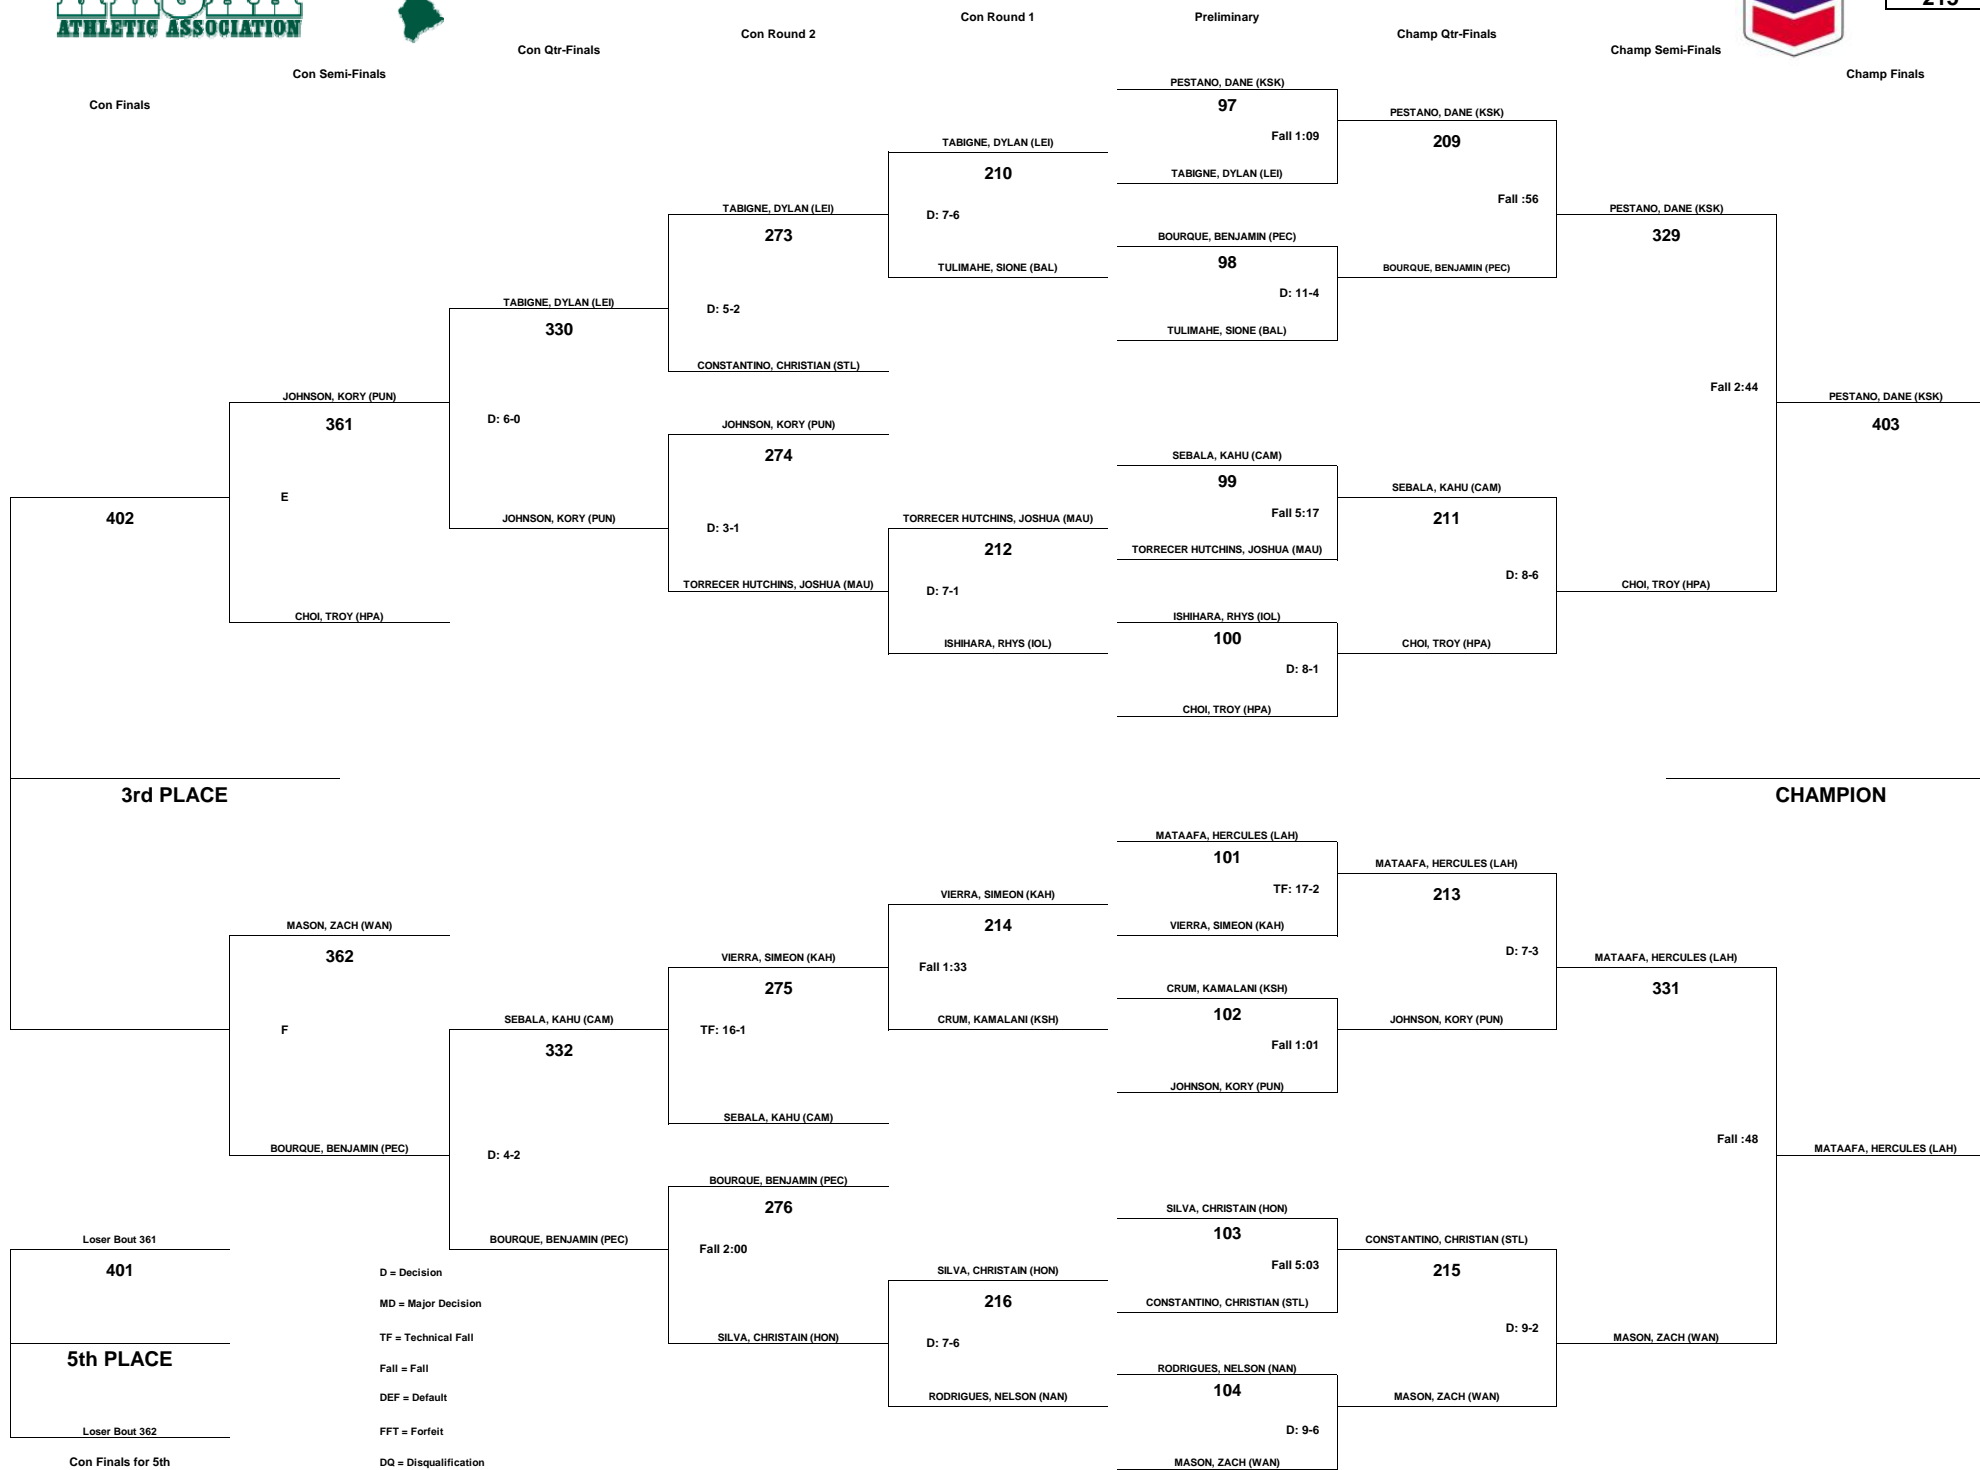 ATHLETIC ASSOCIATION
Con Round 1
Preliminary
Con Round 2
Champ Qtr-Finals
Con Qtr-Finals
Champ Semi-Finals
Con Semi-Finals
Champ Finals
Con Finals
PESTANO, DANE (KSK)
97
Fall 1:09
TABIGNE, DYLAN (LEI)
PESTANO, DANE (KSK)
209
Fall :56
TABIGNE, DYLAN (LEI)
210
D: 7-6
TULIMAHE, SIONE (BAL)
BOURQUE, BENJAMIN (PEC)
98
D: 11-4
TULIMAHE, SIONE (BAL)
BOURQUE, BENJAMIN (PEC)
TABIGNE, DYLAN (LEI)
273
D: 5-2
CONSTANTINO, CHRISTIAN (STL)
PESTANO, DANE (KSK)
329
Fall 2:44
TABIGNE, DYLAN (LEI)
330
D: 6-0
JOHNSON, KORY (PUN)
JOHNSON, KORY (PUN)
361
E
CHOI, TROY (HPA)
402
JOHNSON, KORY (PUN)
274
D: 3-1
TORRECER HUTCHINS, JOSHUA (MAU)
TORRECER HUTCHINS, JOSHUA (MAU)
212
D: 7-1
ISHIHARA, RHYS (IOL)
SEBALA, KAHU (CAM)
99
Fall 5:17
TORRECER HUTCHINS, JOSHUA (MAU)
ISHIHARA, RHYS (IOL)
100
D: 8-1
CHOI, TROY (HPA)
SEBALA, KAHU (CAM)
211
D: 8-6
CHOI, TROY (HPA)
CHOI, TROY (HPA)
PESTANO, DANE (KSK)
403
3rd PLACE
CHAMPION
MATAAFA, HERCULES (LAH)
101
TF: 17-2
VIERRA, SIMEON (KAH)
MATAAFA, HERCULES (LAH)
213
D: 7-3
JOHNSON, KORY (PUN)
VIERRA, SIMEON (KAH)
214
Fall 1:33
CRUM, KAMALANI (KSH)
CRUM, KAMALANI (KSH)
102
Fall 1:01
JOHNSON, KORY (PUN)
MASON, ZACH (WAN)
362
F
BOURQUE, BENJAMIN (PEC)
VIERRA, SIMEON (KAH)
275
TF: 16-1
SEBALA, KAHU (CAM)
SEBALA, KAHU (CAM)
332
D: 4-2
BOURQUE, BENJAMIN (PEC)
MATAAFA, HERCULES (LAH)
331
Fall :48
MATAAFA, HERCULES (LAH)
BOURQUE, BENJAMIN (PEC)
276
Fall 2:00
SILVA, CHRISTAIN (HON)
SILVA, CHRISTAIN (HON)
216
D: 7-6
RODRIGUES, NELSON (NAN)
SILVA, CHRISTAIN (HON)
103
Fall 5:03
CONSTANTINO, CHRISTIAN (STL)
CONSTANTINO, CHRISTIAN (STL)
215
D: 9-2
MASON, ZACH (WAN)
MASON, ZACH (WAN)
RODRIGUES, NELSON (NAN)
104
D: 9-6
MASON, ZACH (WAN)
Loser Bout 361
401
5th PLACE
Loser Bout 362
Con Finals for 5th
D = Decision
MD = Major Decision
TF = Technical Fall
Fall = Fall
DEF = Default
FFT = Forfeit
DQ = Disqualification